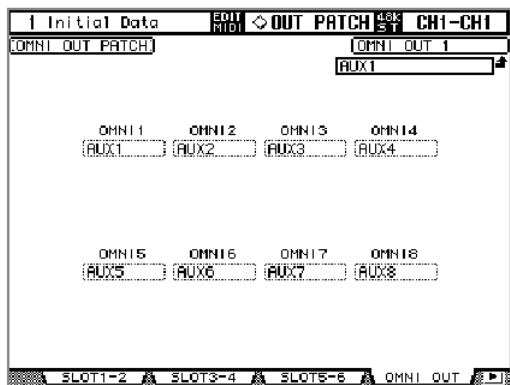 1 Initial Data EDIT MIDI ◇OUT PATCH 48k ST CH1-CH1
OMNI OUT PATCH OMNI OUT 1
AUX1
OMNI1 OMNI2 OMNI3 OMNI4
AUX1 AUX2 AUX3 AUX4
OMNI5 OMNI6 OMNI7 OMNI8
AUX5 AUX6 AUX7 AUX8
SLOT1-2 SLOT3-4 SLOT5-6 OMNI OUT